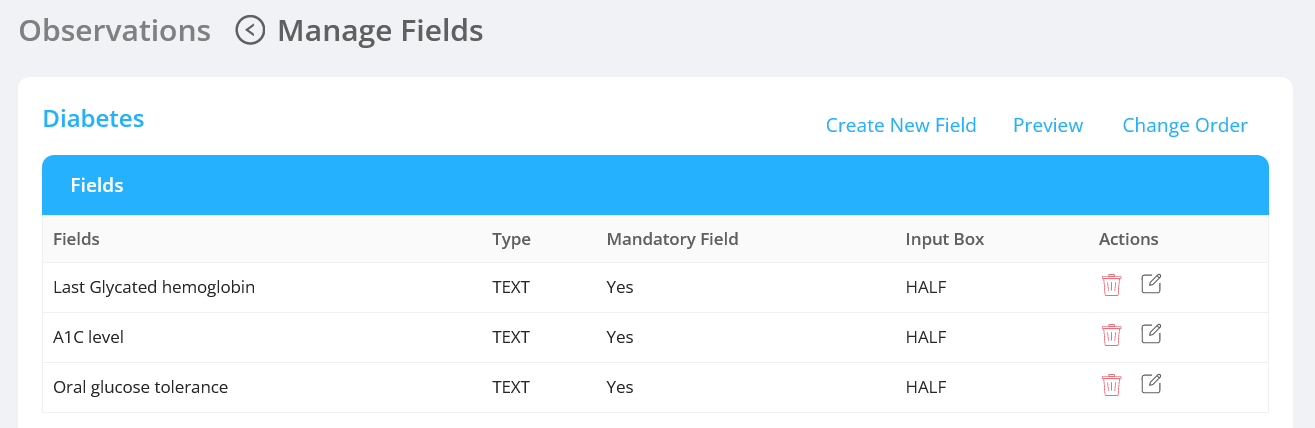 Observations Manage Fields
Diabetes
Create New Field Preview Change Order
Fields
Fields Type Mandatory Field Input Box Actions
Last Glycated hemoglobin TEXT Yes HALF
A1C level TEXT Yes HALF
Oral glucose tolerance TEXT Yes HALF